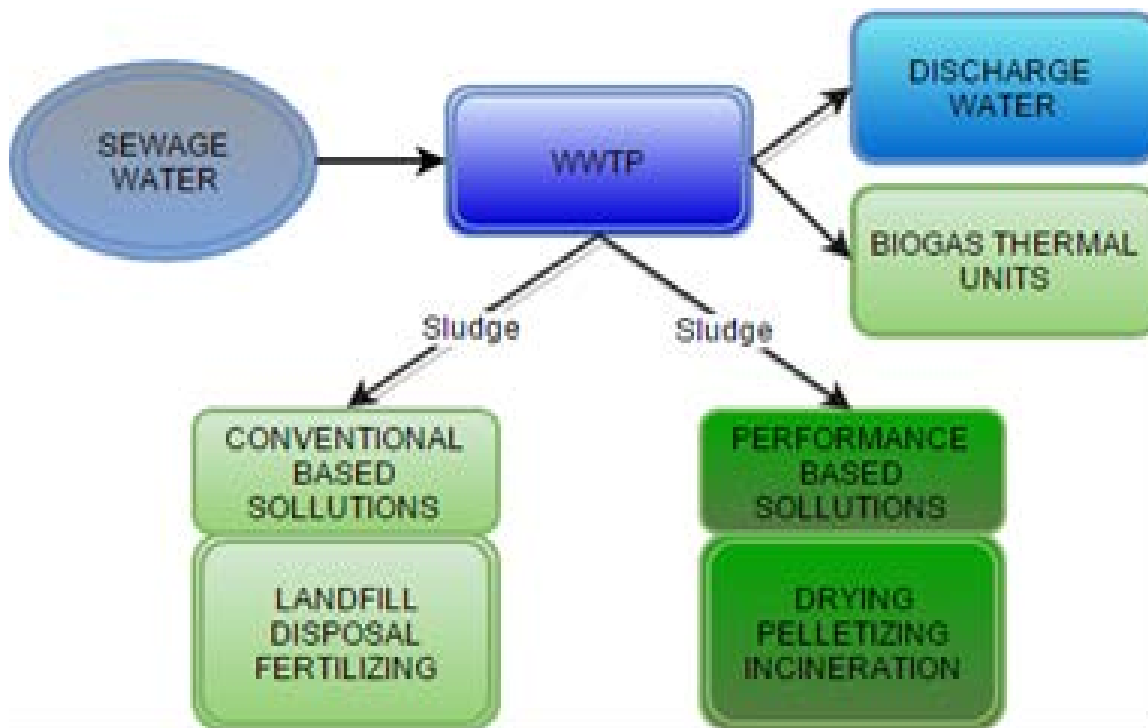 SEWAGE
WATER
WWTP
DISCHARGE
WATER
BIOGAS THERMAL
UNITS
Sludge
Sludge
CONVENTIONAL
BASED
SOLLUTIONS
LANDFILL
DISPOSAL
FERTILIZING
PERFORMANCE
BASED
SOLLUTIONS
DRYING
PELLETIZING
INCINERATION